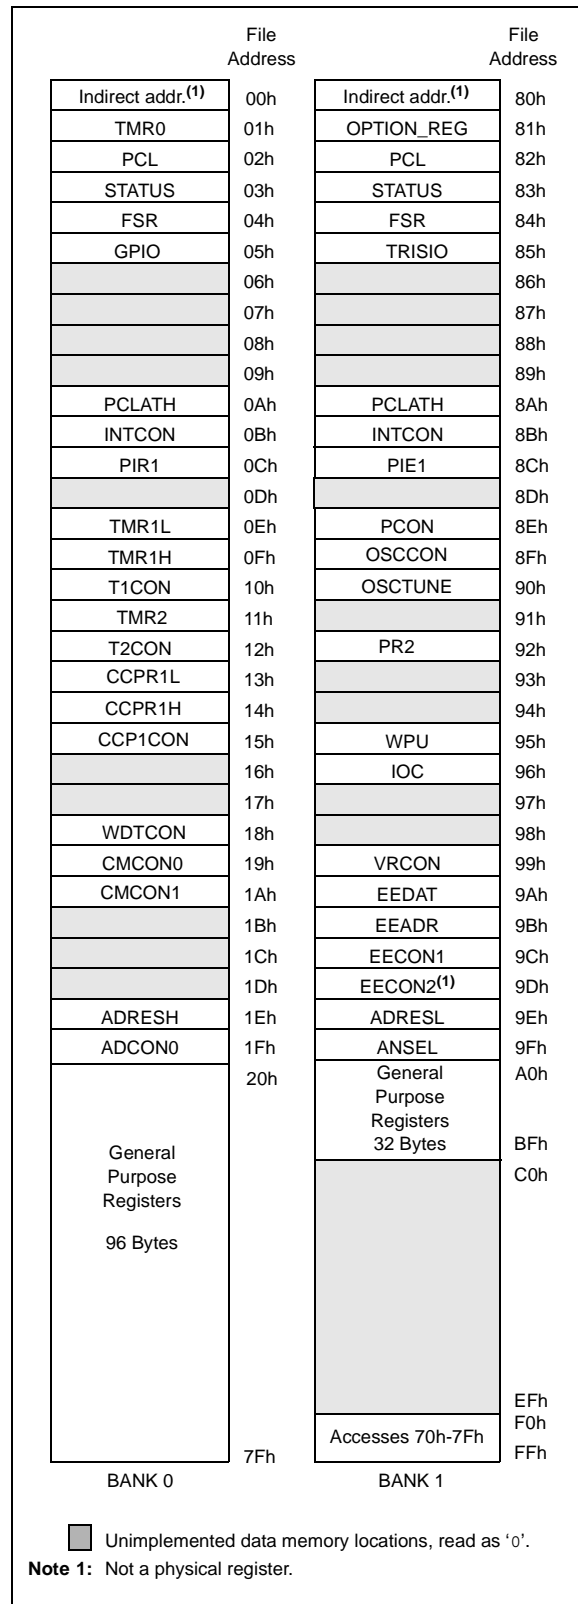 File Address File Address
Indirect addr.(1) 00h Indirect addr.(1) 80h
TMR0 01h OPTION_REG 81h
PCL 02h PCL 82h
STATUS 03h STATUS 83h
FSR 04h FSR 84h
GPIO 05h TRISIO 85h
06h 86h
07h 87h
08h 88h
09h 89h
PCLATH 0Ah PCLATH 8Ah
INTCON 0Bh INTCON 8Bh
PIR1 0Ch PIE1 8Ch
0Dh 8Dh
TMR1L 0Eh PCON 8Eh
TMR1H 0Fh OSCCON 8Fh
T1CON 10h OSCTUNE 90h
TMR2 11h 91h
T2CON 12h PR2 92h
CCPR1L 13h 93h
CCPR1H 14h 94h
CCP1CON 15h WPU 95h
16h IOC 96h
17h 97h
WDTCON 18h 98h
CMCON0 19h VRCON 99h
CMCON1 1Ah EEDAT 9Ah
1Bh EEADR 9Bh
1Ch EECON1 9Ch
1Dh EECON2(1) 9Dh
ADRESH 1Eh ADRESL 9Eh
ADCON0 1Fh ANSEL 9Fh
20h General A0h
Purpose
Registers
32 Bytes BFh
General
Purpose
Registers
96 Bytes
C0h
EFh
F0h
Accesses 70h-7Fh
7Fh FFh
BANK 0 BANK 1
Unimplemented data memory locations, read as ‘0’.
Note 1: Not a physical register.